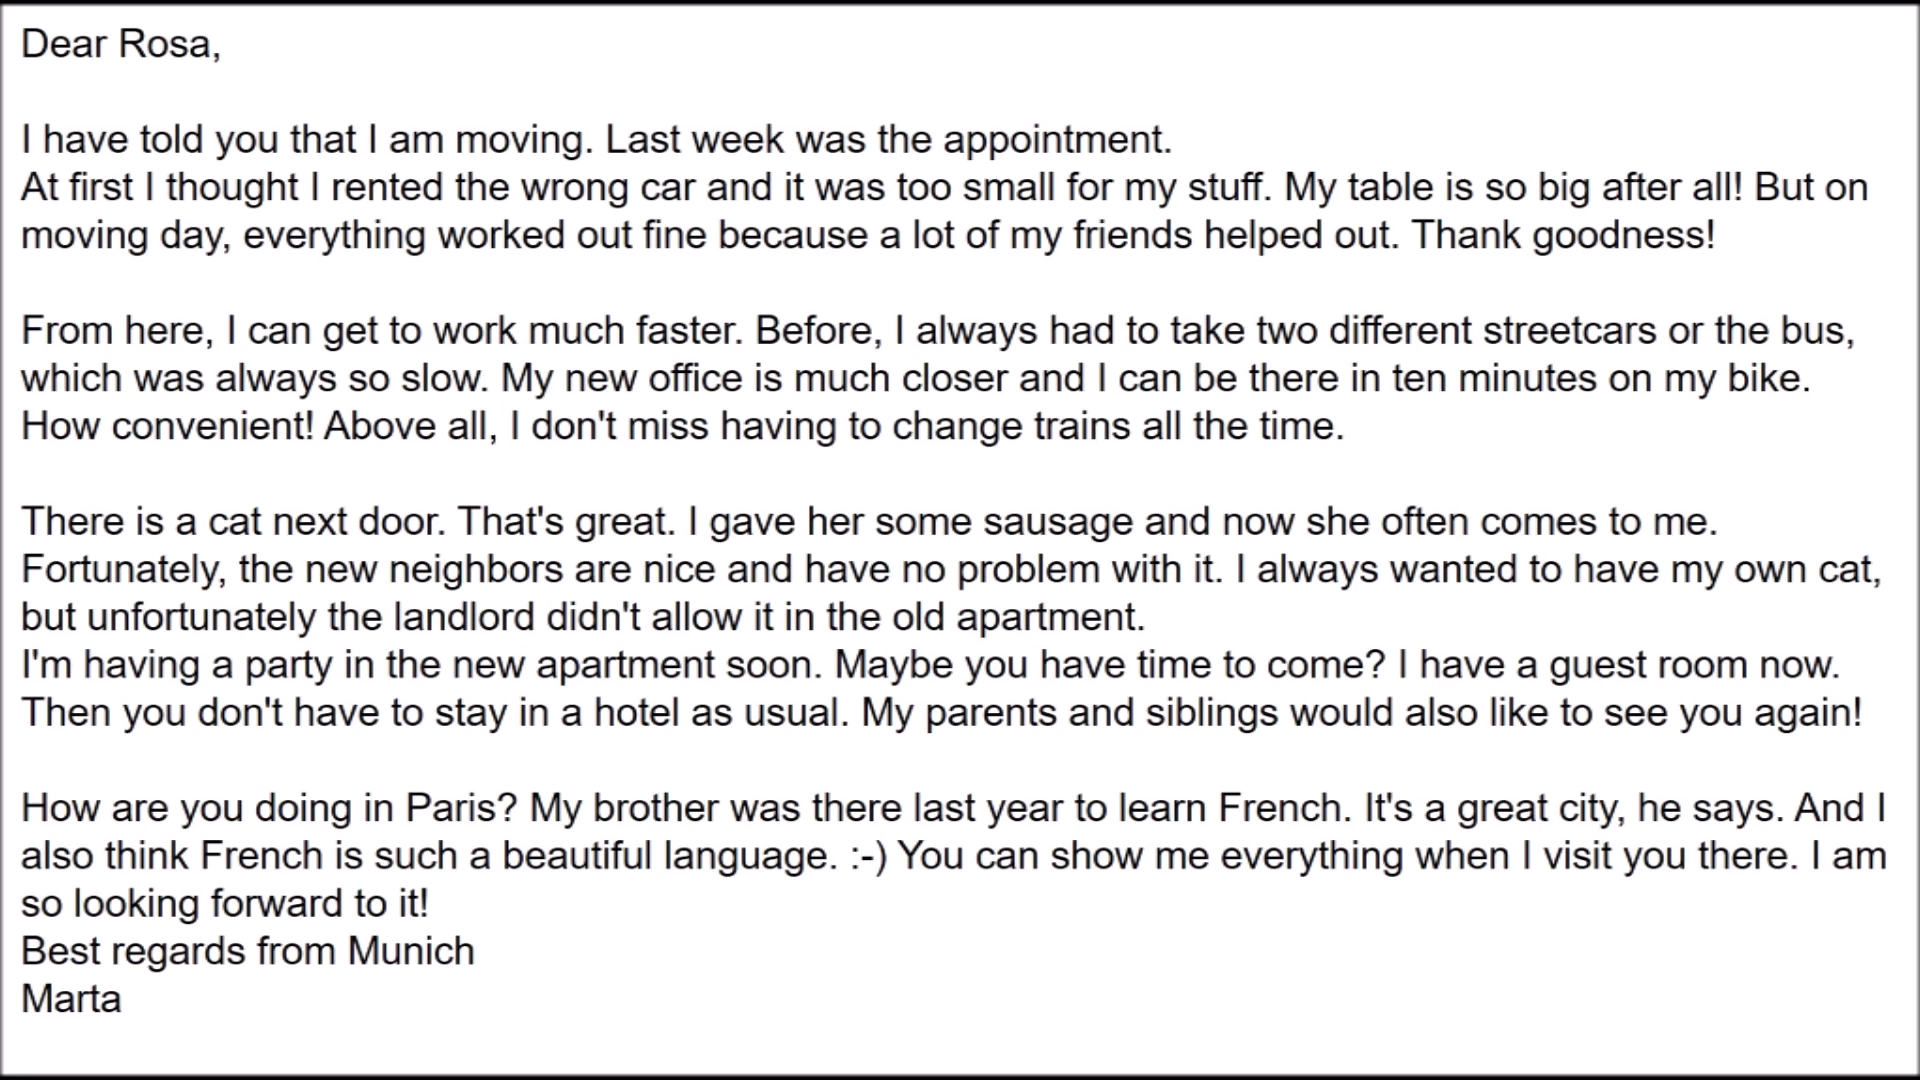 Dear Rosa,
I have told you that I am moving. Last week was the appointment.
At first I thought I rented the wrong car and it was too small for my stuff. My table is so big after all! But on
moving day, everything worked out fine because a lot of my friends helped out. Thank goodness!
From here, I can get to work much faster. Before, I always had to take two different streetcars or the bus,
which was always so slow. My new office is much closer and I can be there in ten minutes on my bike.
How convenient! Above all, I don't miss having to change trains all the time.
There is a cat next door. That's great. I gave her some sausage and now she often comes to me.
Fortunately, the new neighbors are nice and have no problem with it. I always wanted to have my own cat,
but unfortunately the landlord didn't allow it in the old apartment.
I'm having a party in the new apartment soon. Maybe you have time to come? I have a guest room now.
Then you don't have to stay in a hotel as usual. My parents and siblings would also like to see you again!
How are you doing in Paris? My brother was there last year to learn French. It's a great city, he says. And I
also think French is such a beautiful language. :-) You can show me everything when I visit you there. I am
so looking forward to it!
Best regards from Munich
Marta